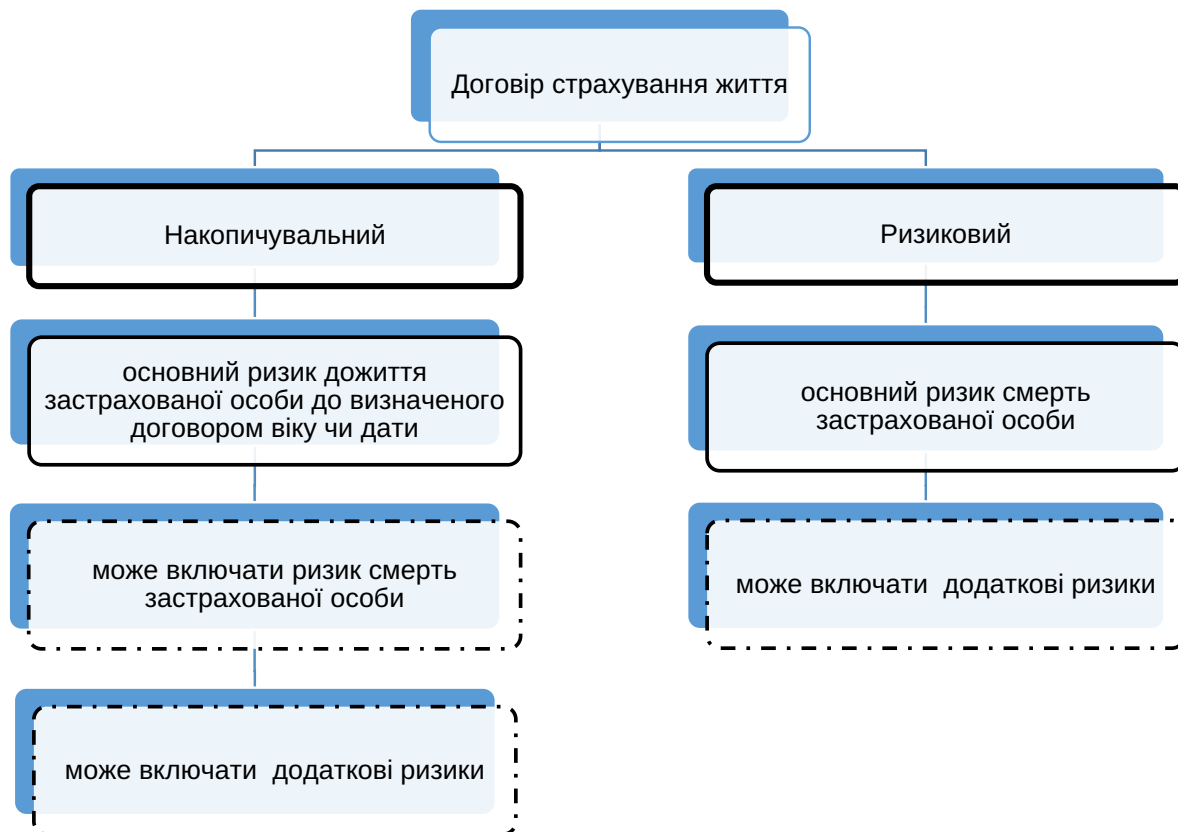 Договір страхування життя
Накопичувальний
Ризиковий
основний ризик дожиття
застрахованої особи до визначеного
договором віку чи дати
основний ризик смерть
застрахованої особи
може включати ризик смерть
застрахованої особи
може включати  додаткові ризики
може включати  додаткові ризики